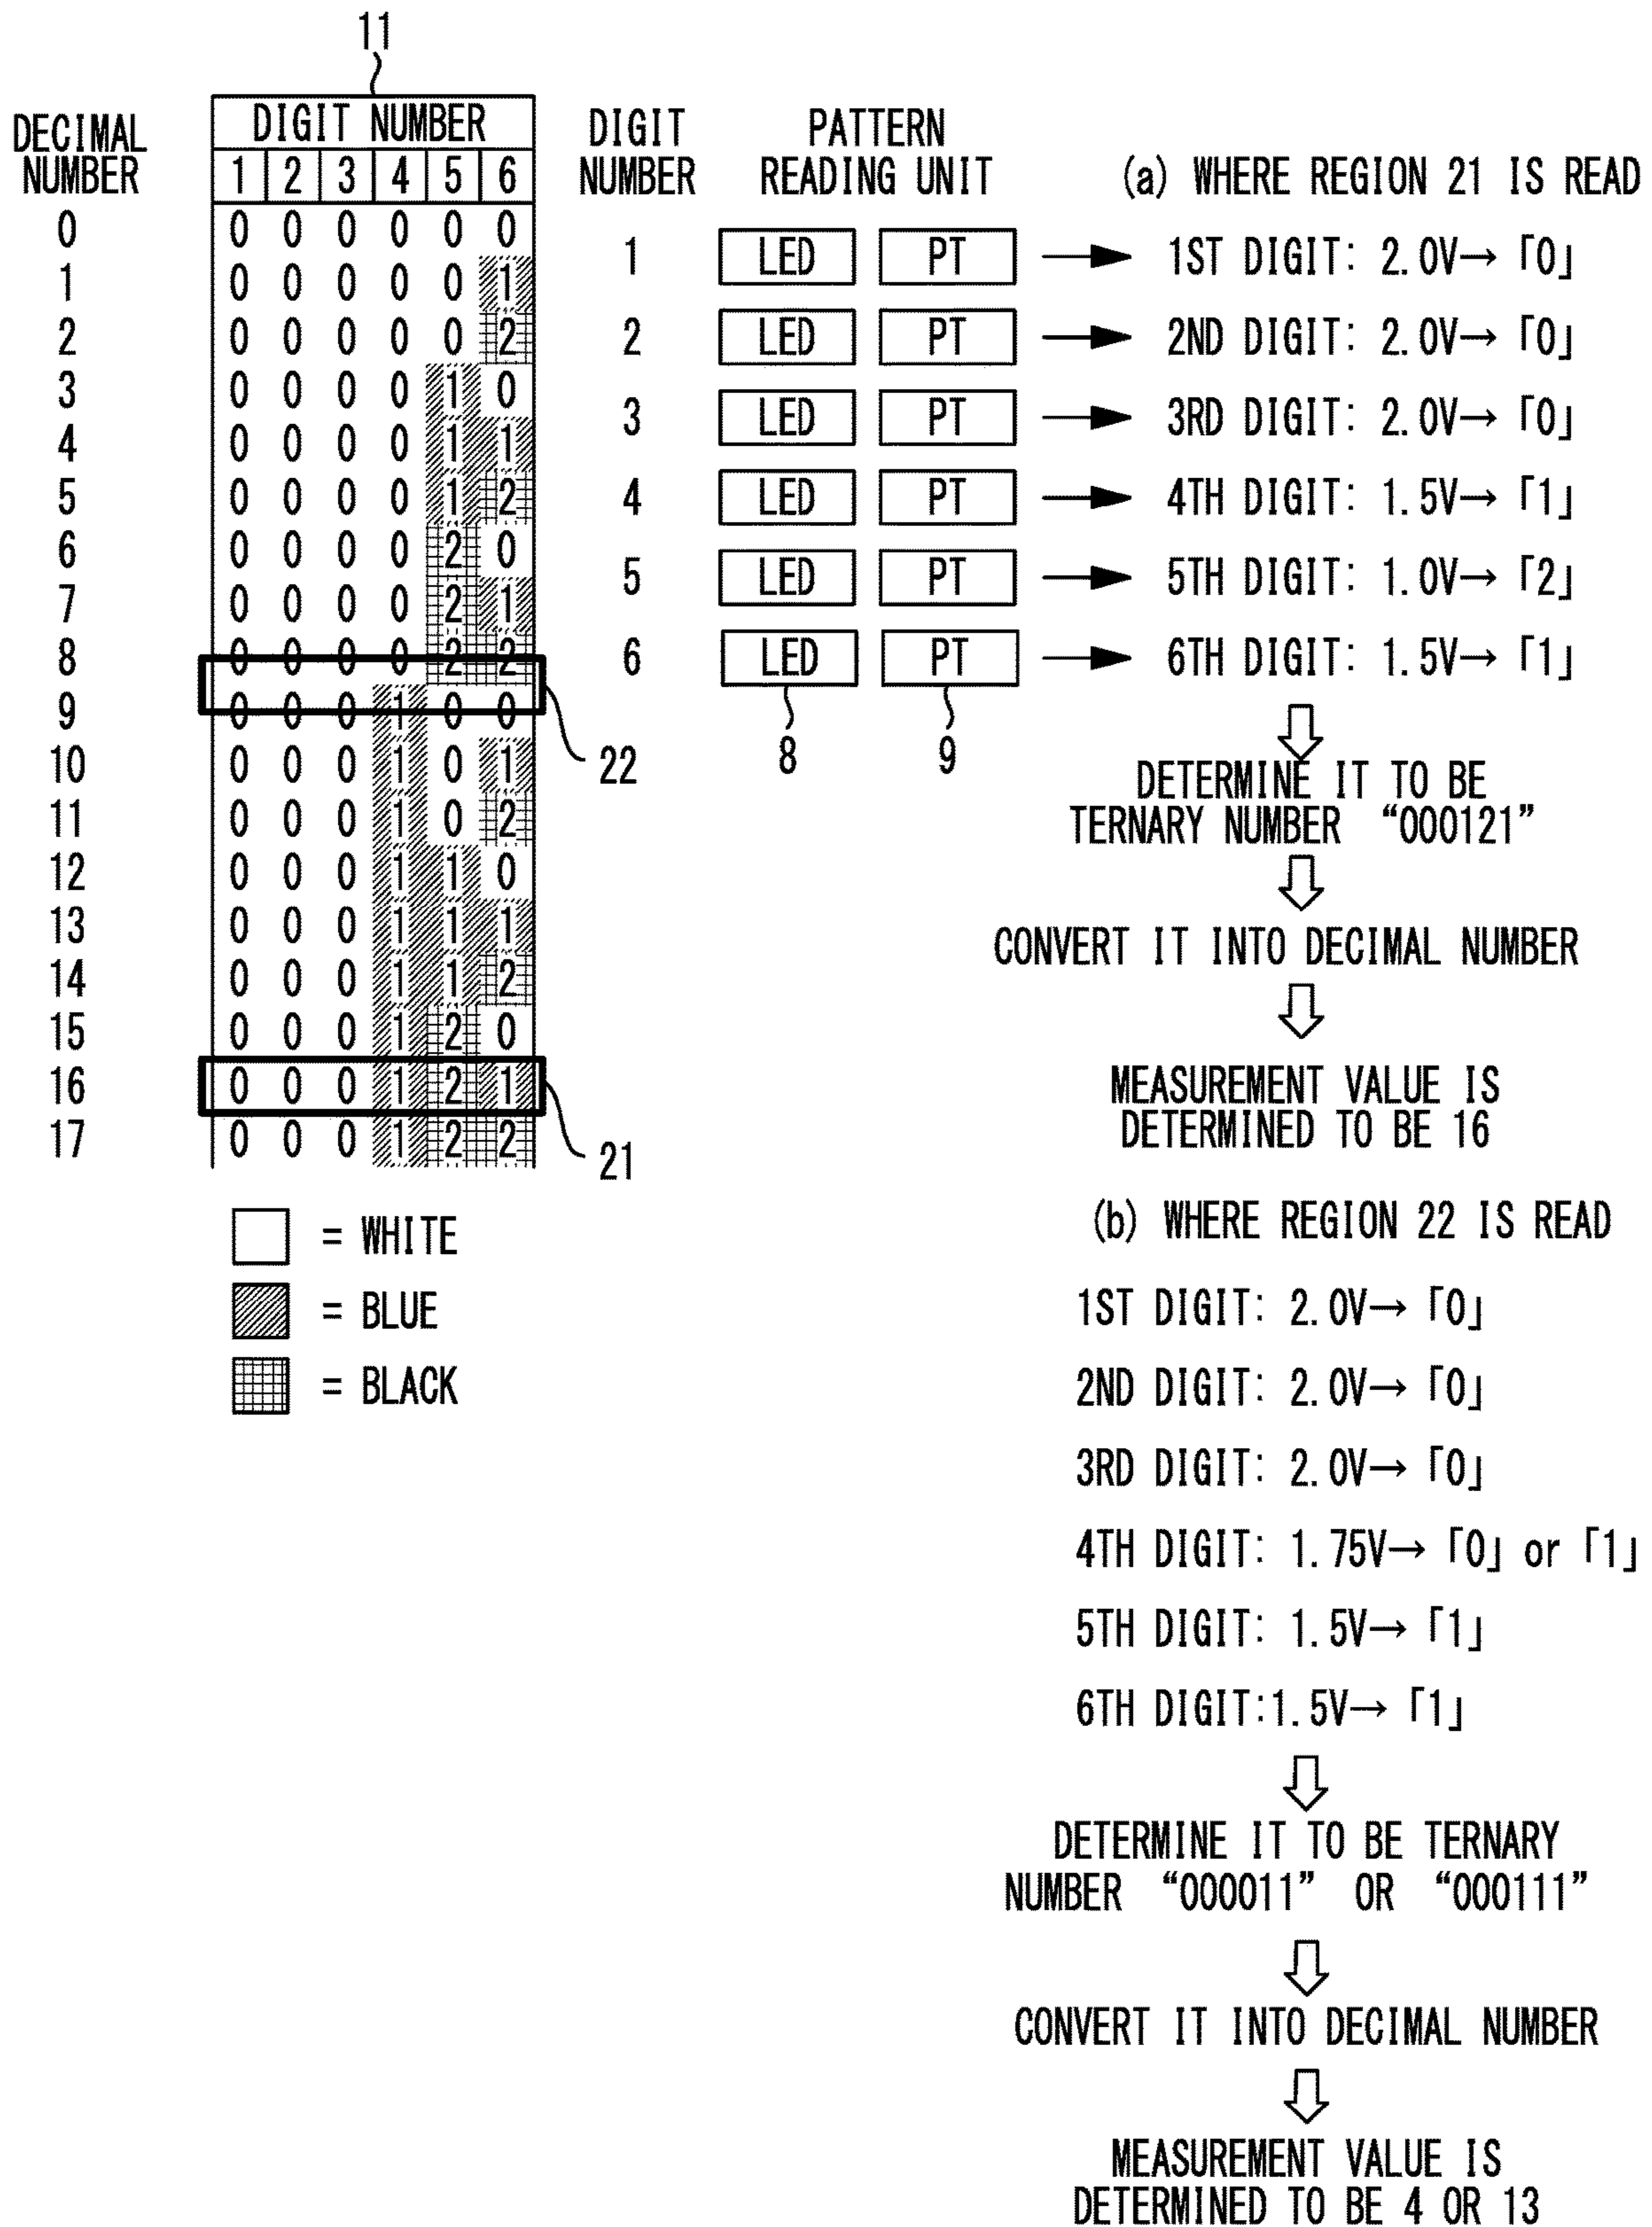 11
DECIMAL NUMBER
DIGIT NUMBER
1 2 3 4 5 6
0 0 0 0 0 0 0
1 0 0 0 0 0 1
2 0 0 0 0 0 2
3 0 0 0 0 1 0
4 0 0 0 0 1 1
5 0 0 0 0 1 2
6 0 0 0 0 2 0
7 0 0 0 0 2 1
8 0 0 0 0 2 2
9 0 0 0 1 0 0
10 0 0 0 1 0 1
11 0 0 0 1 0 2
12 0 0 0 1 1 0
13 0 0 0 1 1 1
14 0 0 0 1 1 2
15 0 0 0 1 2 0
16 0 0 0 1 2 1
17 0 0 0 1 2 2
22
21
= WHITE
= BLUE
= BLACK
DIGIT
NUMBER
PATTERN
READING UNIT
1 LED PT
2 LED PT
3 LED PT
4 LED PT
5 LED PT
6 LED PT
8 9
(a) WHERE REGION 21 IS READ
1ST DIGIT: 2.0V→「0」
2ND DIGIT: 2.0V→「0」
3RD DIGIT: 2.0V→「0」
4TH DIGIT: 1.5V→「1」
5TH DIGIT: 1.0V→「2」
6TH DIGIT: 1.5V→「1」
DETERMINE IT TO BE
TERNARY NUMBER “000121”
CONVERT IT INTO DECIMAL NUMBER
MEASUREMENT VALUE IS
DETERMINED TO BE 16
(b) WHERE REGION 22 IS READ
1ST DIGIT: 2.0V→「0」
2ND DIGIT: 2.0V→「0」
3RD DIGIT: 2.0V→「0」
4TH DIGIT: 1.75V→「0」or「1」
5TH DIGIT: 1.5V→「1」
6TH DIGIT:1.5V→「1」
DETERMINE IT TO BE TERNARY
NUMBER “000011” OR “000111”
CONVERT IT INTO DECIMAL NUMBER
MEASUREMENT VALUE IS
DETERMINED TO BE 4 OR 13